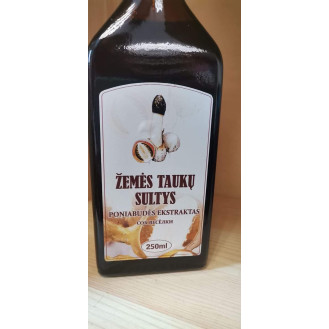 ŽEMĖS TAUKŲ
SULTYS
PONIABUDĖS EKSTRAKTAS
250ml